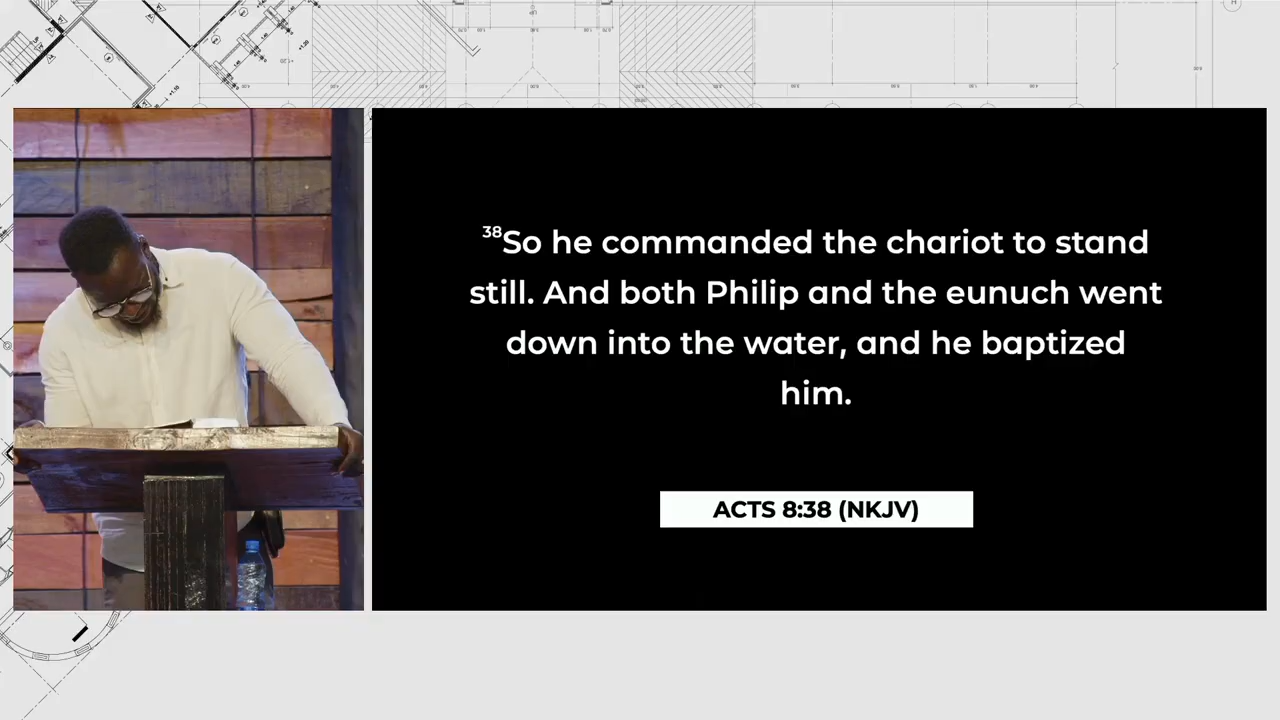 ³⁸So he commanded the chariot to stand
still. And both Philip and the eunuch went
down into the water, and he baptized
him.
ACTS 8:38 (NKJV)